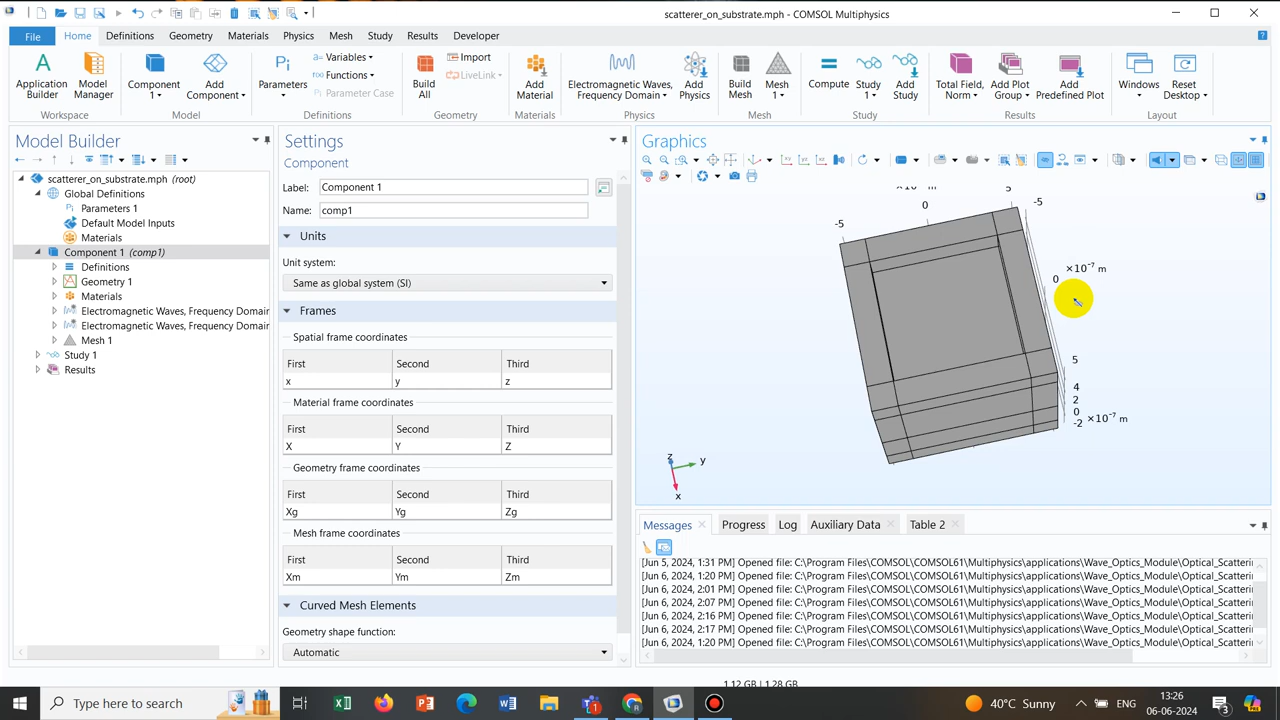 scatterer_on_substrate.mph - COMSOL Multiphysics
File Home Definitions Geometry Materials Physics Mesh Study Results Developer
Application Builder
Model Manager
Workspace
Component 1
Add Component
Model
Pi Parameters
a= Variables
f(x) Functions
Pi Parameter Case
Definitions
Build All
Import
LiveLink
Geometry
Add Material
Materials
Electromagnetic Waves, Frequency Domain
Add Physics
Physics
Build Mesh
Mesh 1
Mesh
Compute
Study 1
Add Study
Study
Total Field, Norm
Add Plot Group
Add Predefined Plot
Results
Windows
Reset Desktop
Layout
Model Builder
scatterer_on_substrate.mph (root)
Global Definitions
Pi Parameters 1
Default Model Inputs
Materials
Component 1 (comp1)
Definitions
Geometry 1
Materials
Electromagnetic Waves, Frequency Domain
Electromagnetic Waves, Frequency Domain
Mesh 1
Study 1
Results
Settings
Component
Label: Component 1
Name: comp1
Units
Unit system:
Same as global system (SI)
Frames
Spatial frame coordinates
First Second Third
x y z
Material frame coordinates
First Second Third
X Y Z
Geometry frame coordinates
First Second Third
Xg Yg Zg
Mesh frame coordinates
First Second Third
Xm Ym Zm
Curved Mesh Elements
Geometry shape function:
Automatic
Graphics
5
0
-5
-5
×10⁻⁷ m
0
5
4
2
0
-2 ×10⁻⁷ m
z
y
x
Messages Progress Log Auxiliary Data Table 2
[Jun 5, 2024, 1:31 PM] Opened file: C:\Program Files\COMSOL\COMSOL61\Multiphysics\applications\Wave_Optics_Module\Optical_Scatteri
[Jun 6, 2024, 1:20 PM] Opened file: C:\Program Files\COMSOL\COMSOL61\Multiphysics\applications\Wave_Optics_Module\Optical_Scatteri
[Jun 6, 2024, 2:01 PM] Opened file: C:\Program Files\COMSOL\COMSOL61\Multiphysics\applications\Wave_Optics_Module\Optical_Scatteri
[Jun 6, 2024, 2:07 PM] Opened file: C:\Program Files\COMSOL\COMSOL61\Multiphysics\applications\Wave_Optics_Module\Optical_Scatteri
[Jun 6, 2024, 2:16 PM] Opened file: C:\Program Files\COMSOL\COMSOL61\Multiphysics\applications\Wave_Optics_Module\Optical_Scatteri
[Jun 6, 2024, 2:17 PM] Opened file: C:\Program Files\COMSOL\COMSOL61\Multiphysics\applications\Wave_Optics_Module\Optical_Scatteri
[Jun 4, 2024, 1:20 PM] Opened file: C:\Program Files\COMSOL\COMSOL61\Multiphysics\applications\Wave_Optics_Module\Optical_Scatteri
1.12 GB | 1.28 GB
Type here to search
40°C Sunny
ENG
13:26
06-06-2024